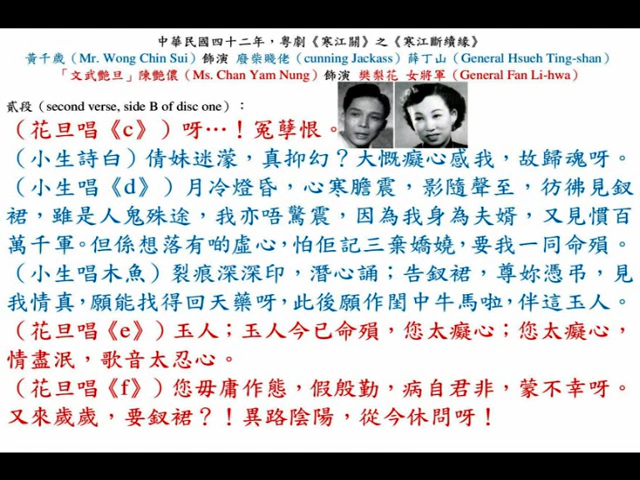 中華民國四十二年，粵劇《寒江關》之《寒江斷續緣》
黃千歲（Mr. Wong Chin Sui）飾演 廢柴賤佬（cunning Jackass）薛丁山（General Hsueh Ting-shan）
「文武艷旦」陳艷儂（Ms. Chan Yam Nung）飾演 樊梨花 女將軍（General Fan Li-hwa）
貳段（second verse, side B of disc one）：
（花旦唱《c》）呀⋯！冤孽恨。
（小生詩白）倩妹迷濛，真抑幻？大慨癡心感我，故歸魂呀。
（小生唱《d》）月冷燈昏，心寒膽震，影隨聲至，彷彿見釵
裙，雖是人鬼殊途，我亦唔驚震，因為我身為夫婿，又見慣百
萬千軍。但係想落有啲虛心，怕佢記三棄嬌嬈，要我一同命殞。
（小生唱木魚）裂痕深深印，潛心誦；告釵裙，尊妳憑弔，見
我情真，願能找得回天藥呀，此後願作閨中牛馬啦，伴這玉人。
（花旦唱《e》）玉人；玉人今已命殞，您太癡心；您太癡心，
情盡泯，歌音太忍心。
（花旦唱《f》）您毋庸作態，假殷勤，病自君非，蒙不幸呀。
又來歲歲，要釵裙？！異路陰陽，從今休問呀！